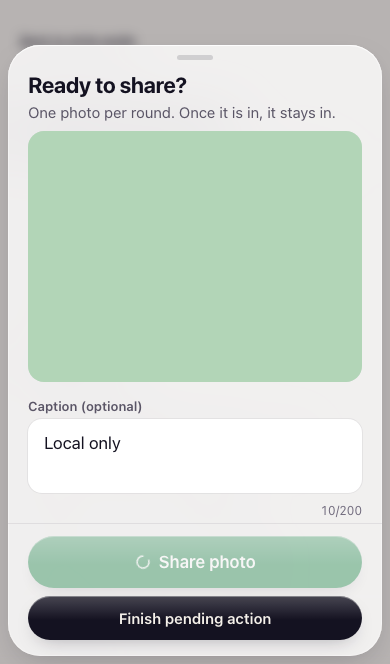 Ready to share?
One photo per round. Once it is in, it stays in.
Caption (optional)
Local only
10/200
Share photo
Finish pending action